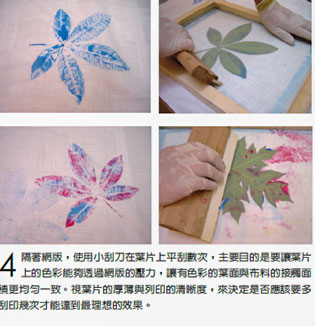 4 隔著網版，使用小刮刀在葉片上平刮數次，主要目的是要讓葉片
上的色彩能夠透過網版的壓力，讓有色彩的葉面與布料的接觸面
積更均勻一致。視葉片的厚薄與列印的清晰度，來決定是否應該要多
刮印幾次才能達到最理想的效果。